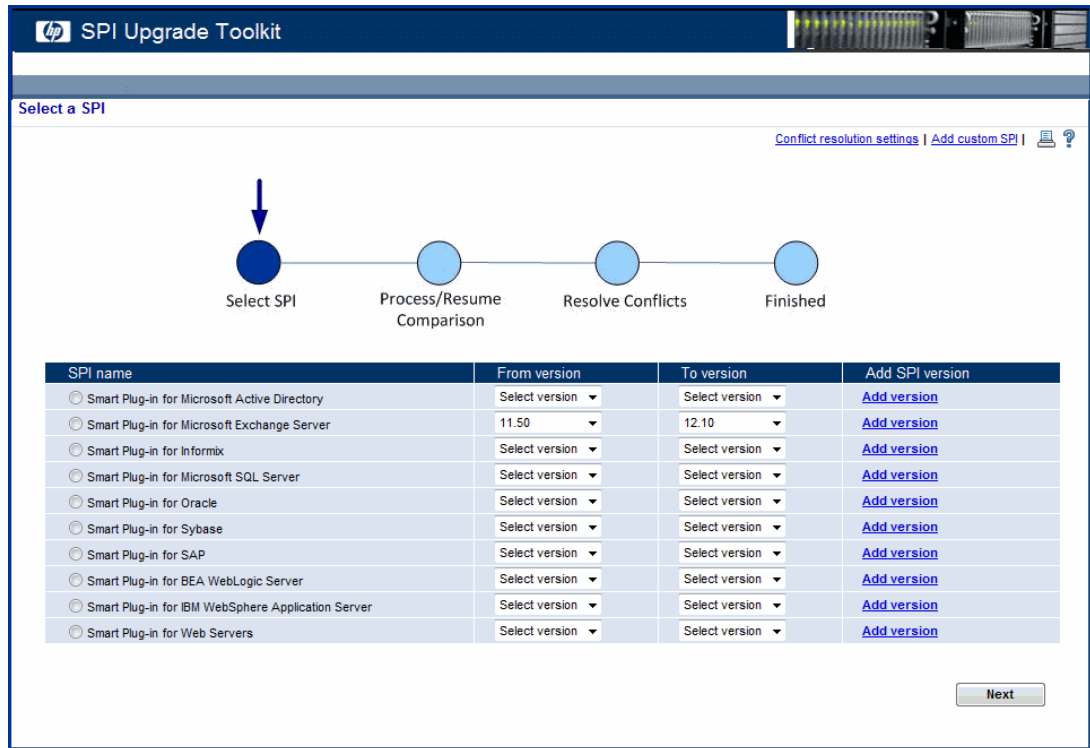 hp SPI Upgrade Toolkit
Select a SPI
Conflict resolution settings | Add custom SPI | ?
Select SPI
Process/Resume
Comparison
Resolve Conflicts
Finished
SPI name From version To version Add SPI version
Smart Plug-in for Microsoft Active Directory Select version Select version Add version
Smart Plug-in for Microsoft Exchange Server 11.50 12.10 Add version
Smart Plug-in for Informix Select version Select version Add version
Smart Plug-in for Microsoft SQL Server Select version Select version Add version
Smart Plug-in for Oracle Select version Select version Add version
Smart Plug-in for Sybase Select version Select version Add version
Smart Plug-in for SAP Select version Select version Add version
Smart Plug-in for BEA WebLogic Server Select version Select version Add version
Smart Plug-in for IBM WebSphere Application Server Select version Select version Add version
Smart Plug-in for Web Servers Select version Select version Add version
Next